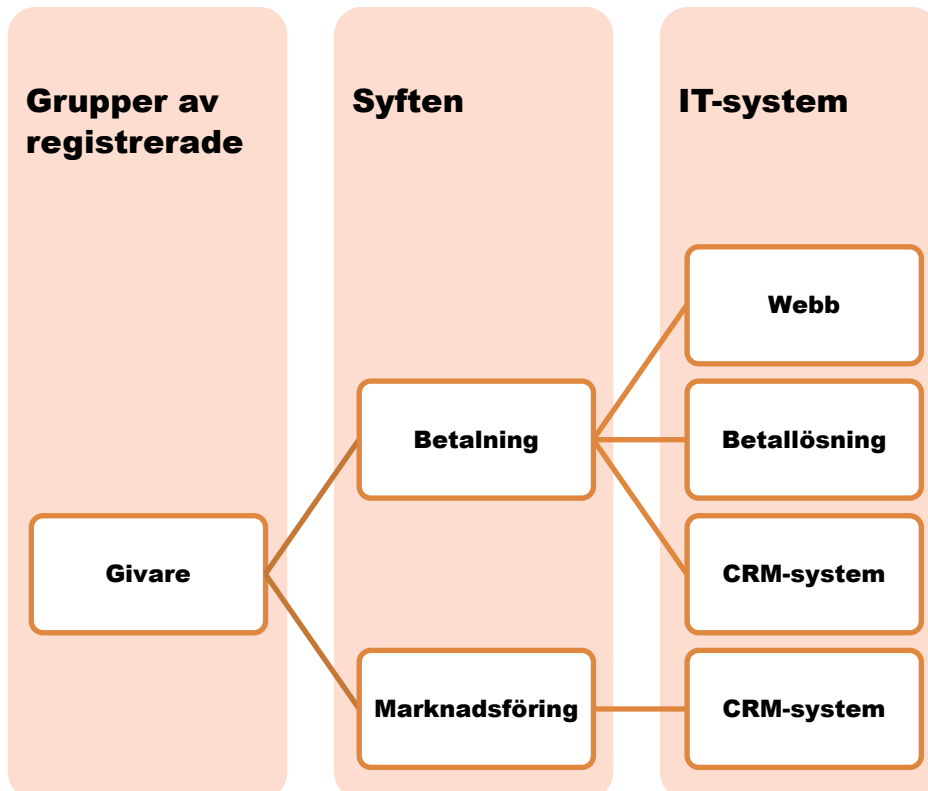 Grupper av
registrerade
Syften
IT-system
Webb
Betalning
Betallösning
Givare
CRM-system
Marknadsföring
CRM-system